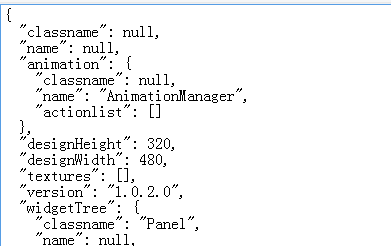 {
"classname": null,
"name": null,
"animation": {
"classname": null,
"name": "AnimationManager",
"actionlist": []
},
"designHeight": 320,
"designWidth": 480,
"textures": [],
"version": "1.0.2.0",
"widgetTree": {
"classname": "Panel",
"name": null,